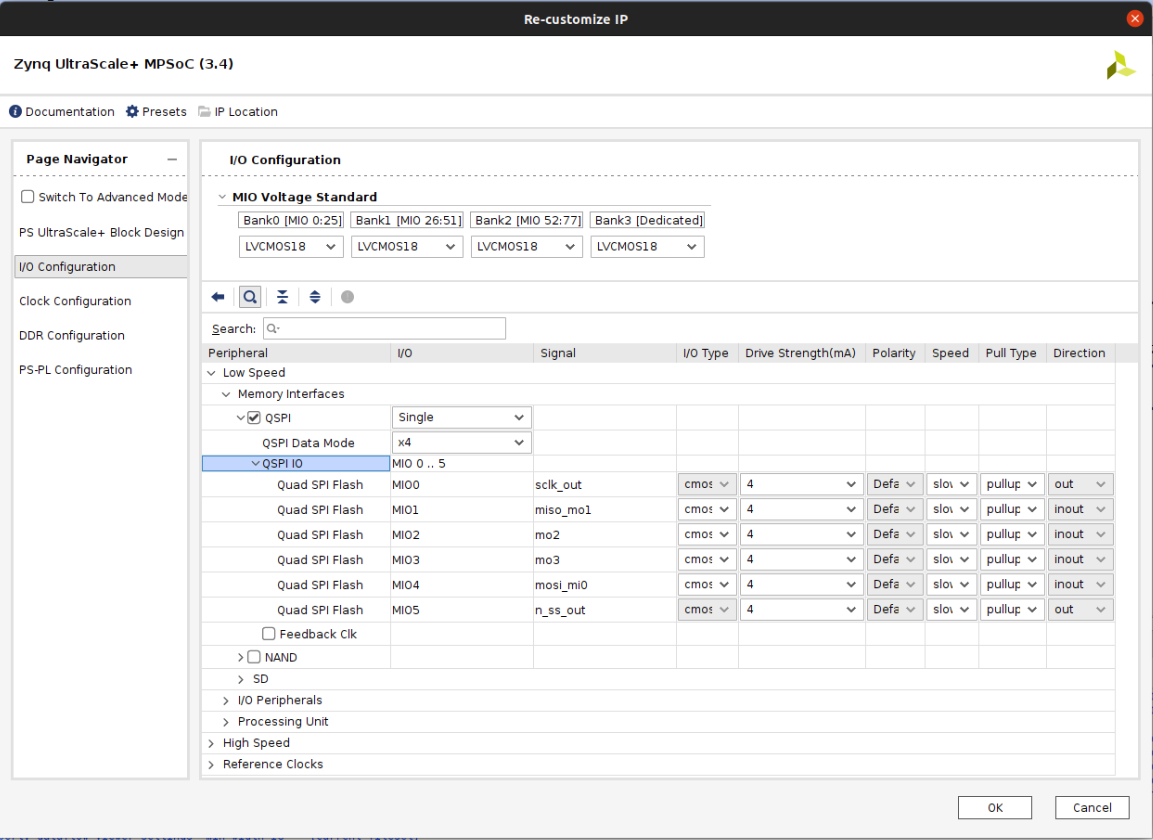 Re-customize IP
Zynq UltraScale+ MPSoC (3.4)
Documentation Presets IP Location
Page Navigator
Switch To Advanced Mode
PS UltraScale+ Block Design
I/O Configuration
Clock Configuration
DDR Configuration
PS-PL Configuration
I/O Configuration
MIO Voltage Standard
Bank0 [MIO 0:25] Bank1 [MIO 26:51] Bank2 [MIO 52:77] Bank3 [Dedicated]
LVCMOS18 LVCMOS18 LVCMOS18 LVCMOS18
Search:
Peripheral I/O Signal I/O Type Drive Strength(mA) Polarity Speed Pull Type Direction
Low Speed
Memory Interfaces
QSPI Single
QSPI Data Mode x4
QSPI IO MIO 0 .. 5
Quad SPI Flash MIO0 sclk_out cmos 4 Defa slov pullup out
Quad SPI Flash MIO1 miso_mo1 cmos 4 Defa slov pullup inout
Quad SPI Flash MIO2 mo2 cmos 4 Defa slov pullup inout
Quad SPI Flash MIO3 mo3 cmos 4 Defa slov pullup inout
Quad SPI Flash MIO4 mosi_mi0 cmos 4 Defa slov pullup inout
Quad SPI Flash MIO5 n_ss_out cmos 4 Defa slov pullup out
Feedback Clk
NAND
SD
I/O Peripherals
Processing Unit
High Speed
Reference Clocks
OK Cancel